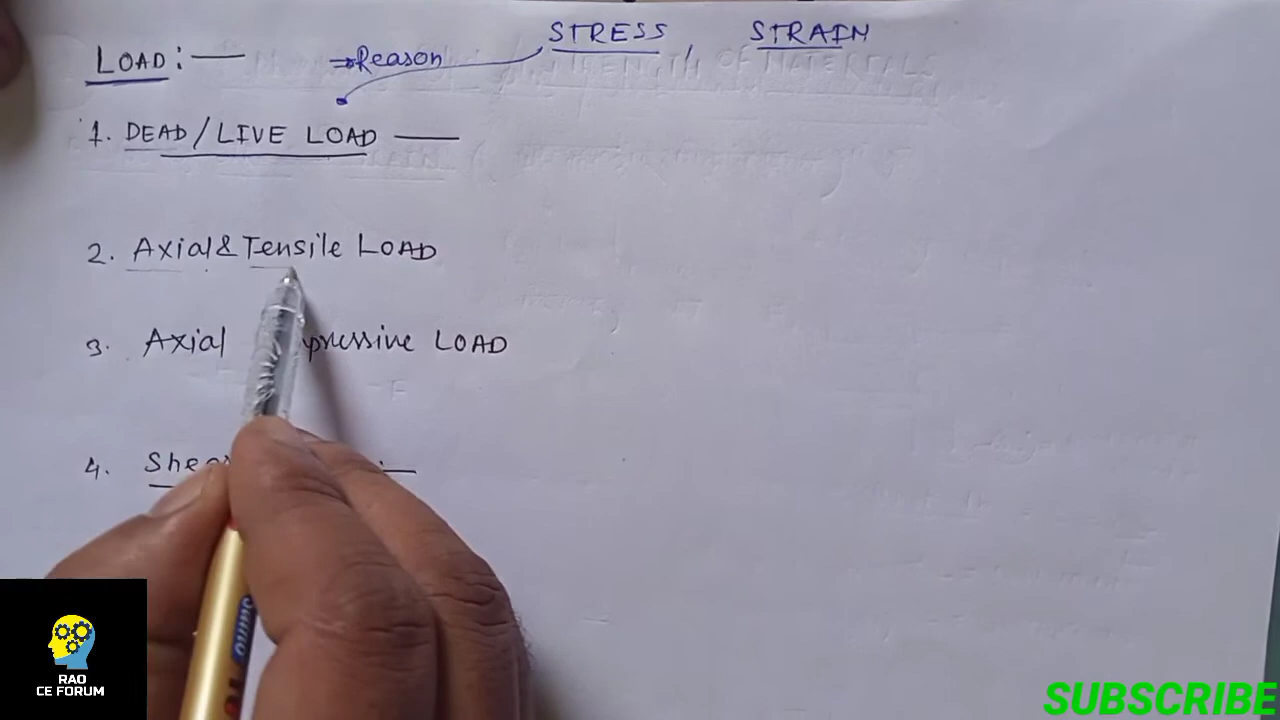 STRESS, STRAIN
LOAD:— →Reason
1. DEAD/LIVE LOAD —
2. Axial & Tensile LOAD
3. Axial LOAD
4.
RAO
CE FORUM
SUBSCRIBE